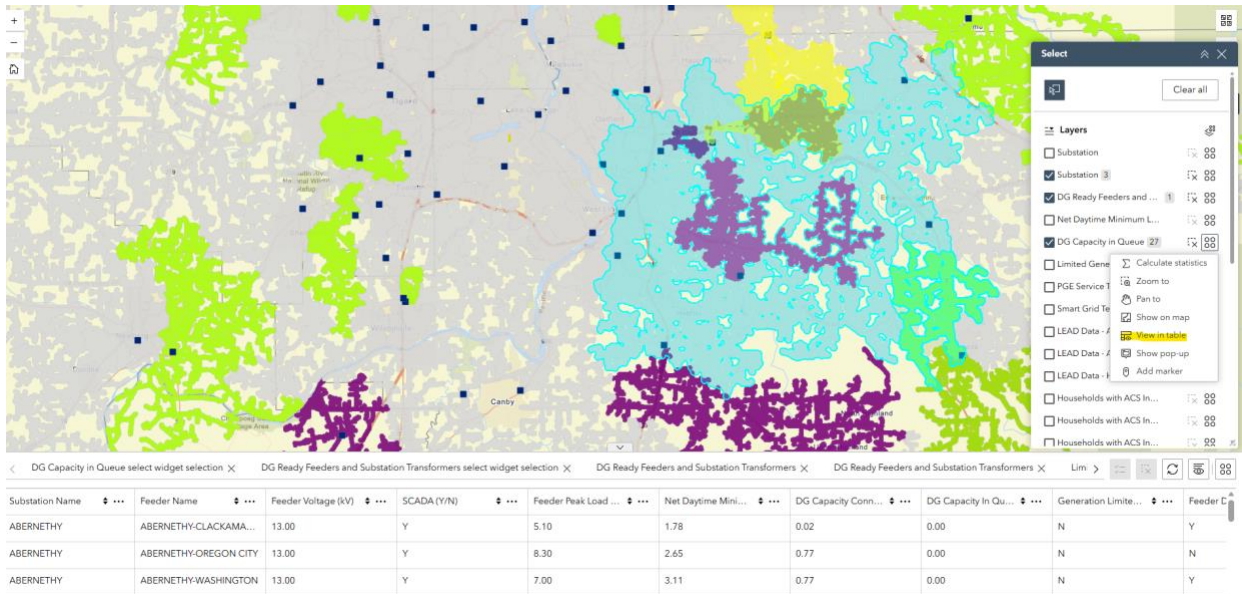 +
−
Canby
Select
Clear all
Layers
Substation
Substation 3
DG Ready Feeders and ... 1
Net Daytime Minimum L...
DG Capacity in Queue 27
Limited Gene
PGE Service T
Smart Grid Te
LEAD Data - A
LEAD Data - A
LEAD Data - H
Households with ACS In...
Households with ACS In...
Calculate statistics
Zoom to
Pan to
Show on map
View in table
Show pop-up
Add marker
DG Capacity in Queue select widget selection × DG Ready Feeders and Substation Transformers select widget selection × DG Ready Feeders and Substation Transformers × DG Ready Feeders and Substation Transformers × Lim
Substation Name ... Feeder Name ... Feeder Voltage (kV) ... SCADA (Y/N) ... Feeder Peak Load ... ... Net Daytime Mini... ... DG Capacity Conn... ... DG Capacity In Qu... ... Generation Limite... ... Feeder D
ABERNETHY ABERNETHY-CLACKAMA... 13.00 Y 5.10 1.78 0.02 0.00 N Y
ABERNETHY ABERNETHY-OREGON CITY 13.00 Y 8.30 2.65 0.77 0.00 N N
ABERNETHY ABERNETHY-WASHINGTON 13.00 Y 7.00 3.11 0.77 0.00 N Y